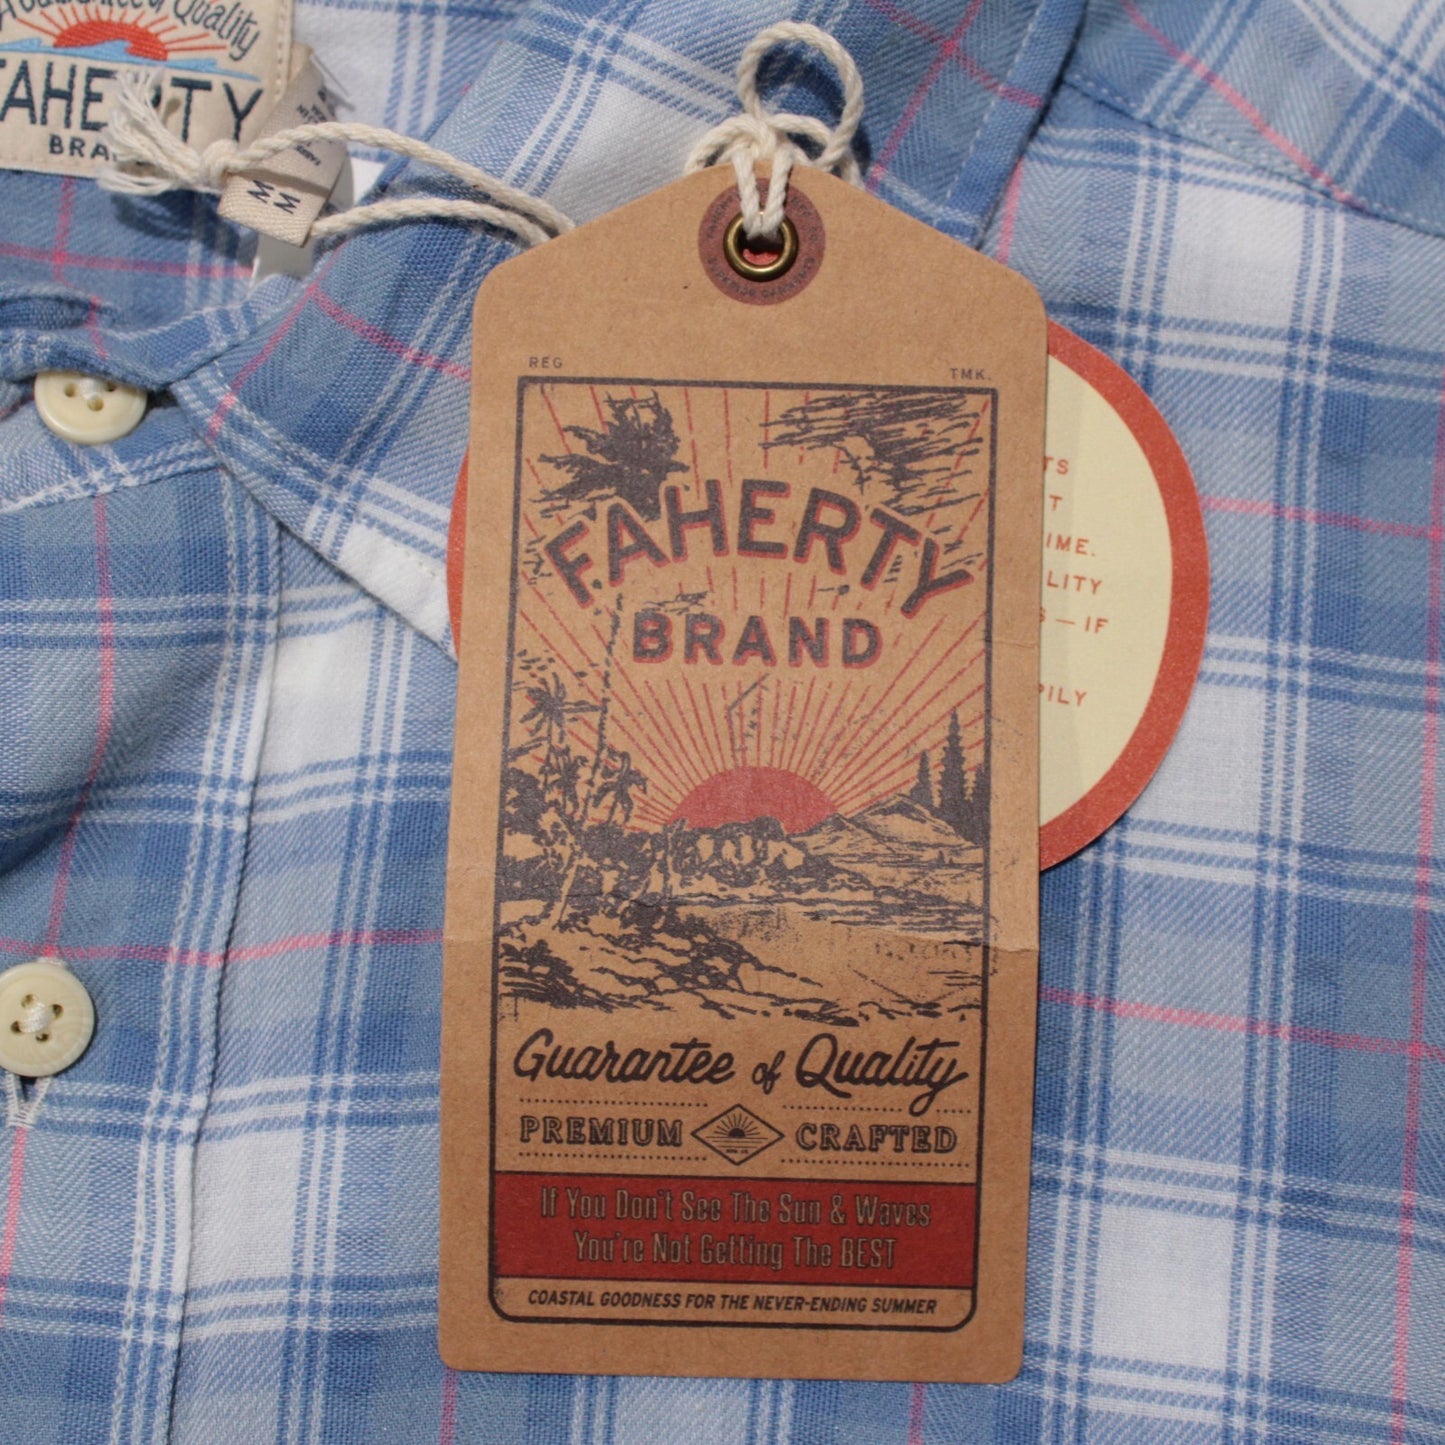 A Guarantee of Quality
FAHERTY
BRAND
M
M
REG
TMK.
FAHERTY
BRAND
Guarantee of Quality
PREMIUM CRAFTED
If You Don't See The Sun & Waves
You're Not Getting The BEST
COASTAL GOODNESS FOR THE NEVER-ENDING SUMMER
IF